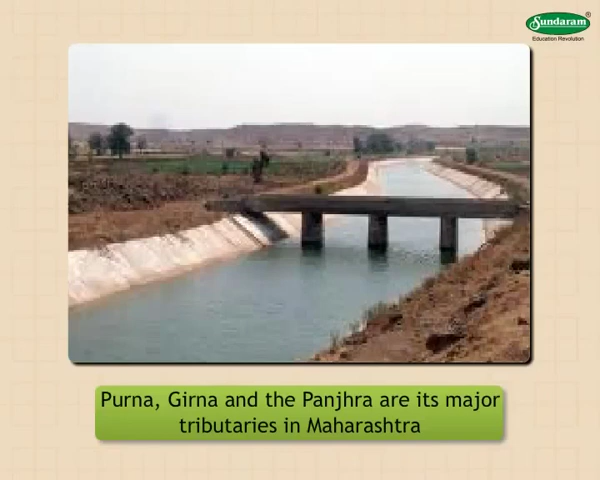 Sundaram
Education Revolution
Purna, Girna and the Panjhra are its major
tributaries in Maharashtra